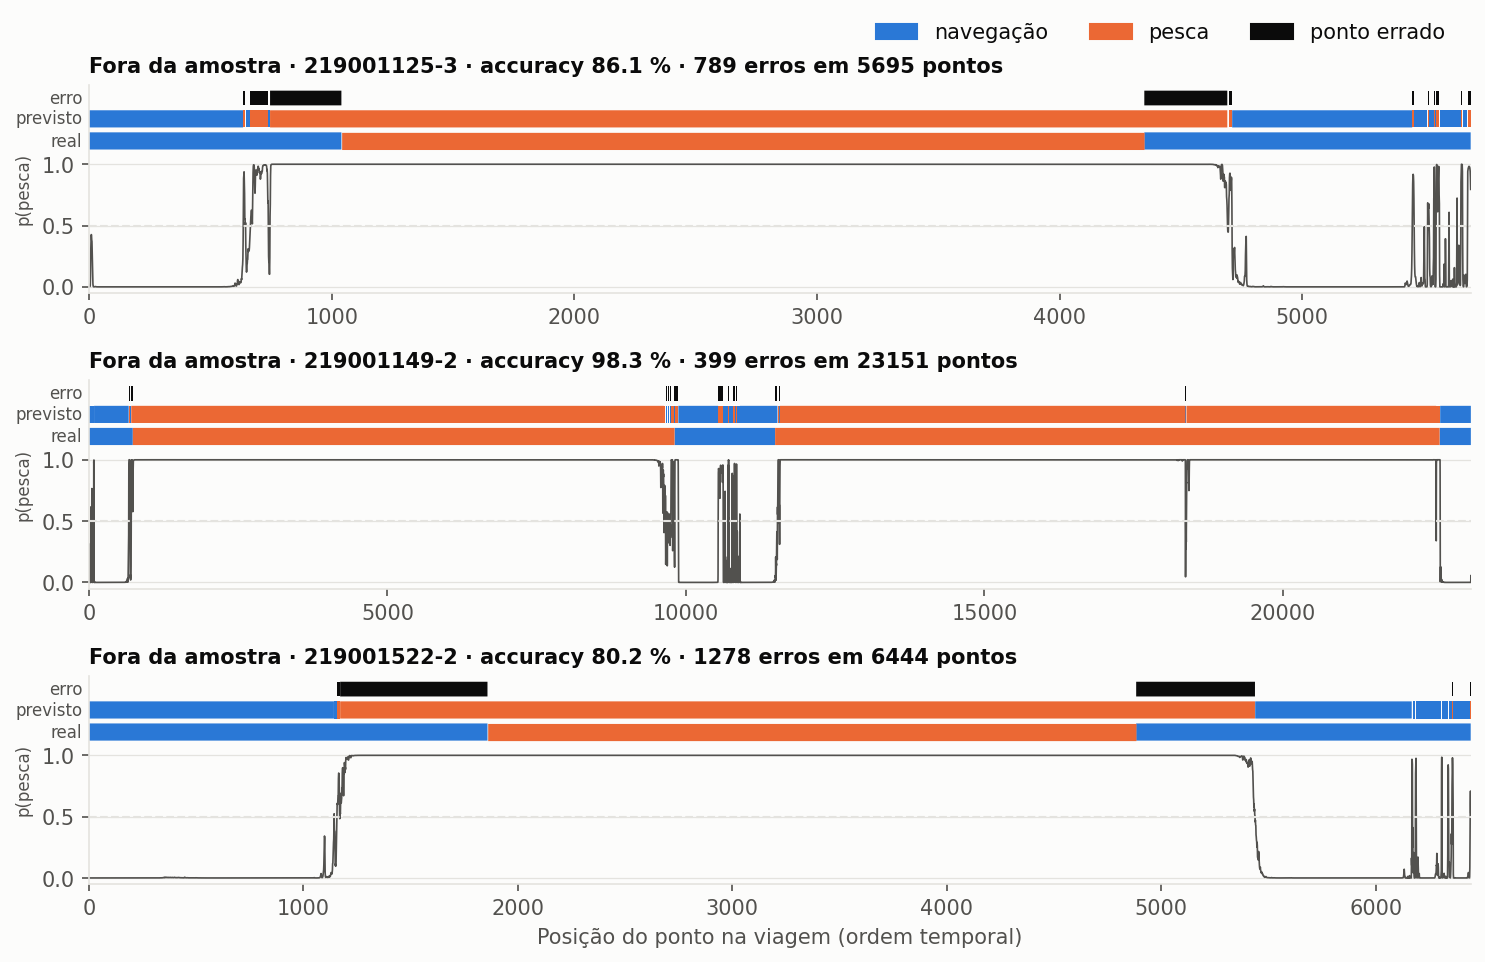 navegação pesca ponto errado
Fora da amostra · 219001125-3 · accuracy 86.1 % · 789 erros em 5695 pontos
erro
previsto
real
p(pesca)
1.0
0.5
0.0
0 1000 2000 3000 4000 5000
Fora da amostra · 219001149-2 · accuracy 98.3 % · 399 erros em 23151 pontos
erro
previsto
real
p(pesca)
1.0
0.5
0.0
0 5000 10000 15000 20000
Fora da amostra · 219001522-2 · accuracy 80.2 % · 1278 erros em 6444 pontos
erro
previsto
real
p(pesca)
1.0
0.5
0.0
0 1000 2000 3000 4000 5000 6000
Posição do ponto na viagem (ordem temporal)